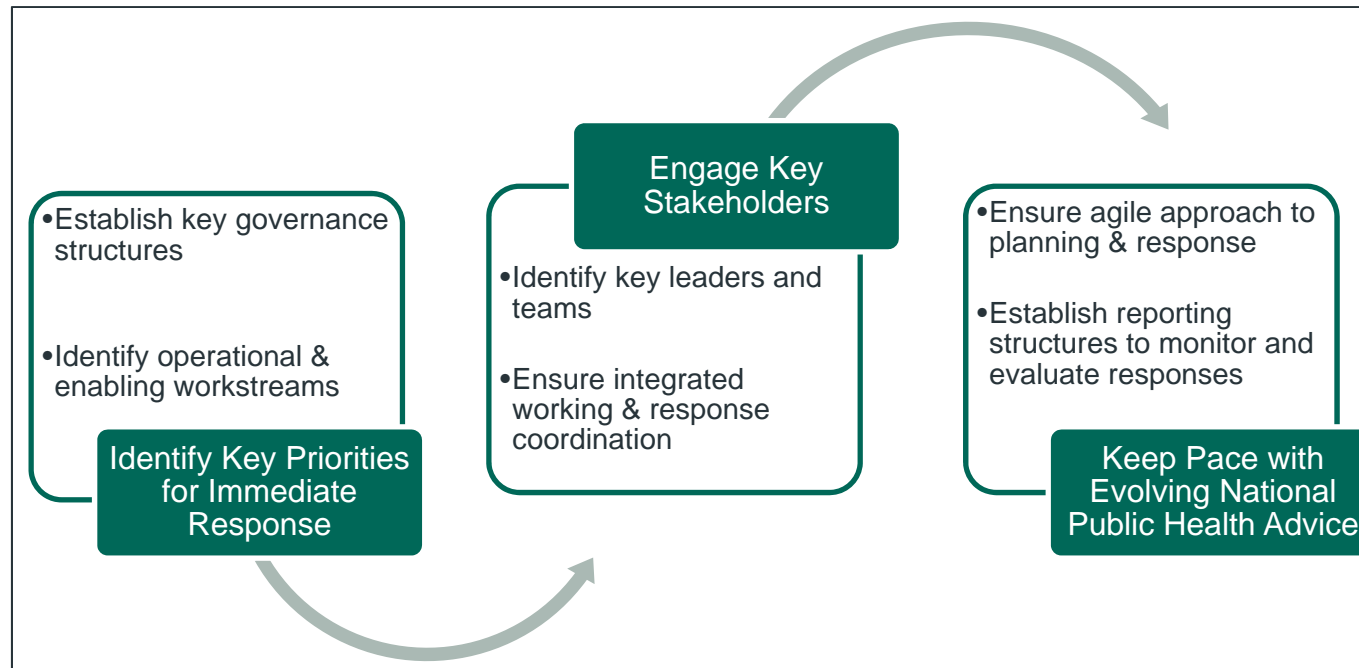 •Establish key governance
structures
•Identify operational &
enabling workstreams
Identify Key Priorities
for Immediate
Response
Engage Key
Stakeholders
•Identify key leaders and
teams
•Ensure integrated
working & response
coordination
•Ensure agile approach to
planning & response
•Establish reporting
structures to monitor and
evaluate responses
Keep Pace with
Evolving National
Public Health Advice